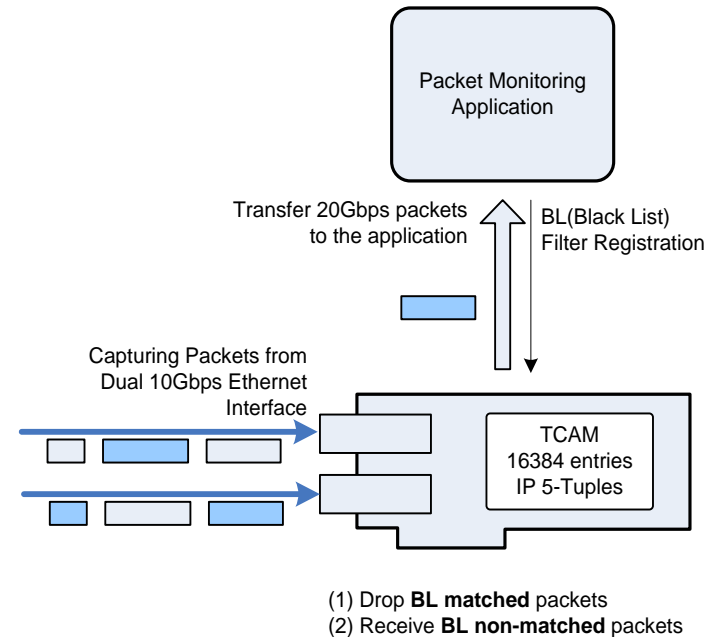 Packet Monitoring
Application
Transfer 20Gbps packets
to the application
BL(Black List)
Filter Registration
Capturing Packets from
Dual 10Gbps Ethernet
Interface
TCAM
16384 entries
IP 5-Tuples
(1) Drop BL matched packets
(2) Receive BL non-matched packets